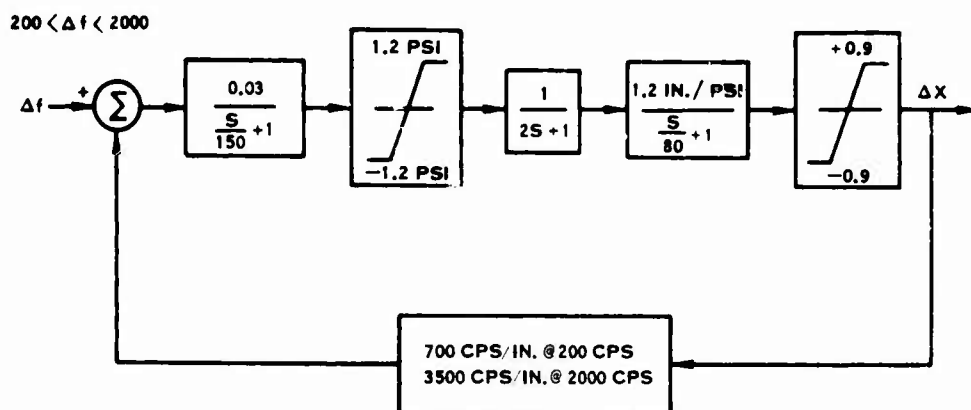 200 < Δf < 2000
Δf
+
Σ
0.03
S
150
+1
1.2 PSI
−1.2 PSI
1
2S +1
1.2 IN./ PSI
S
80
+1
+0.9
−0.9
ΔX
700 CPS/IN. @ 200 CPS
3500 CPS/IN. @ 2000 CPS